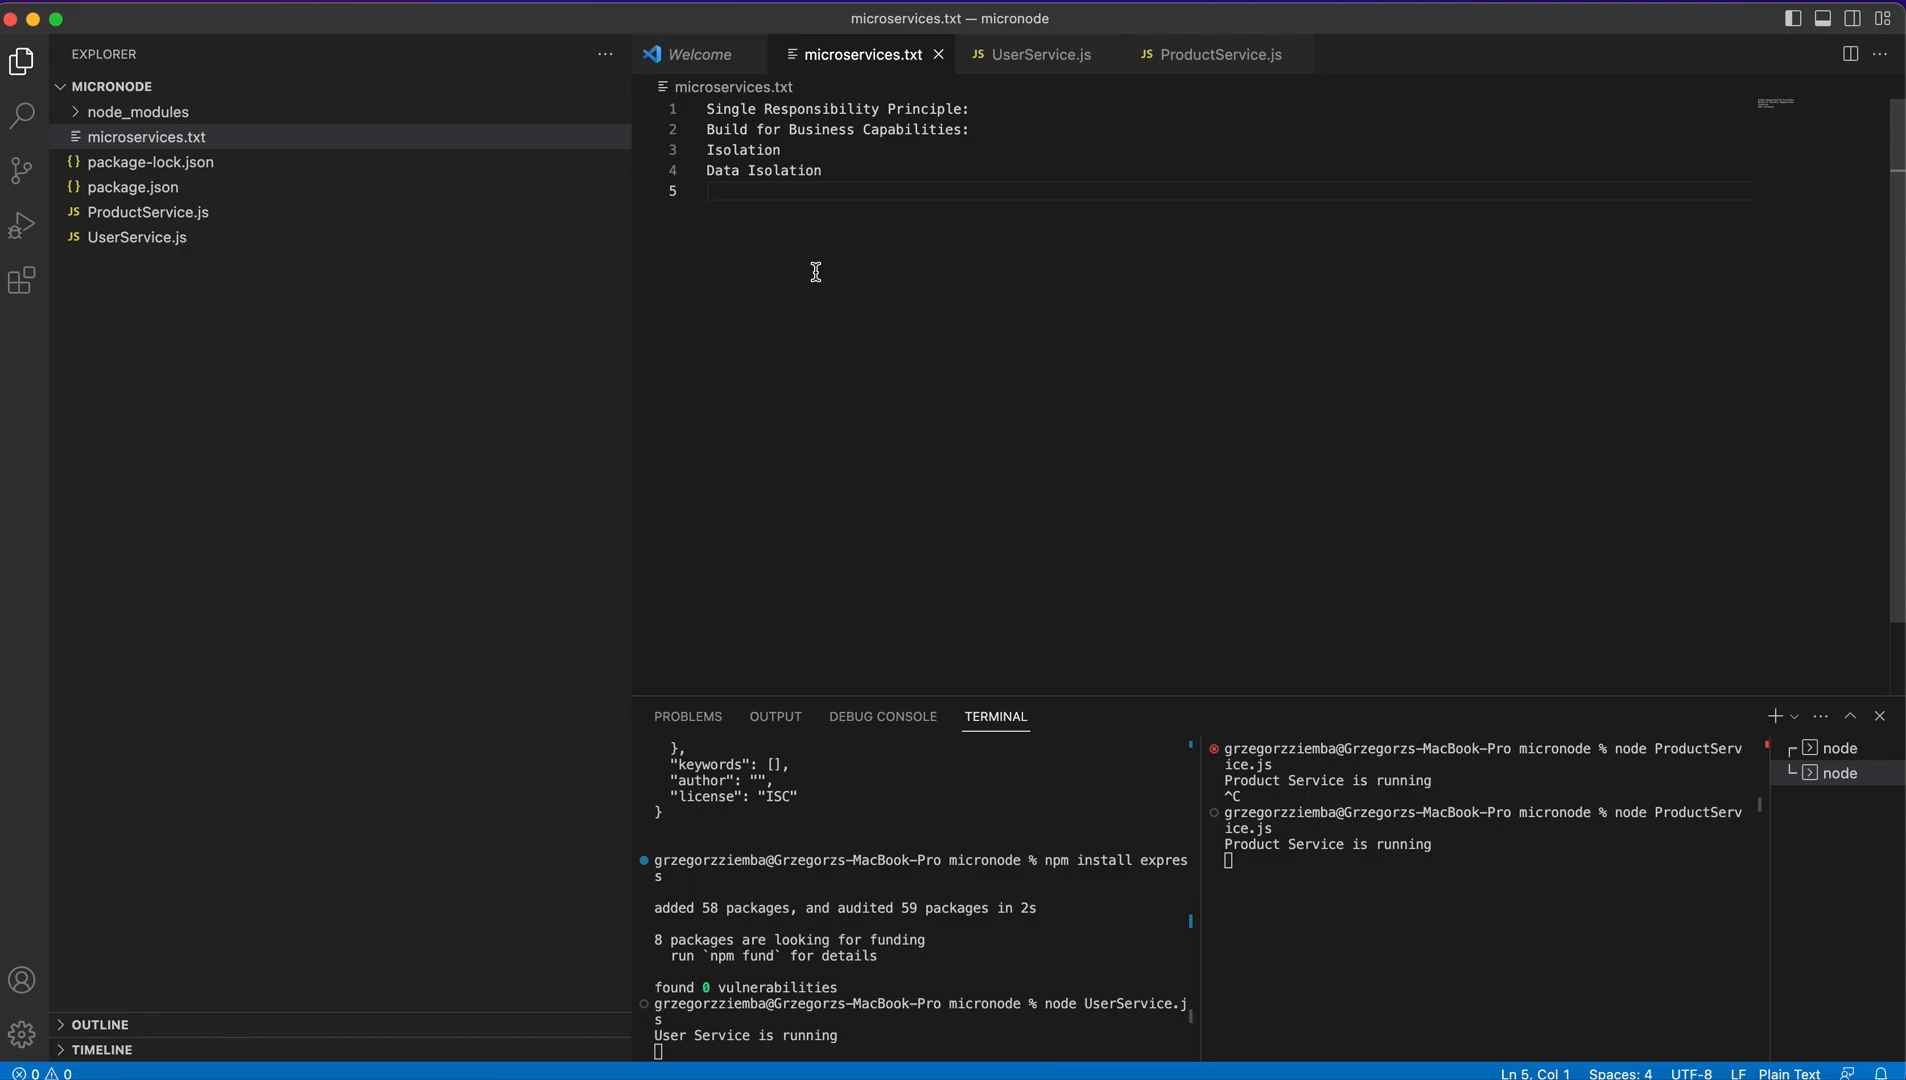 microservices.txt — micronode
EXPLORER
MICRONODE
node_modules
microservices.txt
package-lock.json
package.json
JS ProductService.js
JS UserService.js
OUTLINE
TIMELINE
Welcome
microservices.txt
JS UserService.js
JS ProductService.js
microservices.txt
1 Single Responsibility Principle:
2 Build for Business Capabilities:
3 Isolation
4 Data Isolation
5
PROBLEMS OUTPUT DEBUG CONSOLE TERMINAL
},
"keywords": [],
"author": "",
"license": "ISC"
}
grzegorzziemba@Grzegorzs-MacBook-Pro micronode % npm install expres
s
added 58 packages, and audited 59 packages in 2s
8 packages are looking for funding
run `npm fund` for details
found 0 vulnerabilities
grzegorzziemba@Grzegorzs-MacBook-Pro micronode % node UserService.j
s
User Service is running
grzegorzziemba@Grzegorzs-MacBook-Pro micronode % node ProductServ
ice.js
Product Service is running
^C
grzegorzziemba@Grzegorzs-MacBook-Pro micronode % node ProductServ
ice.js
Product Service is running
node
node
0 0
Ln 5, Col 1 Spaces: 4 UTF-8 LF Plain Text